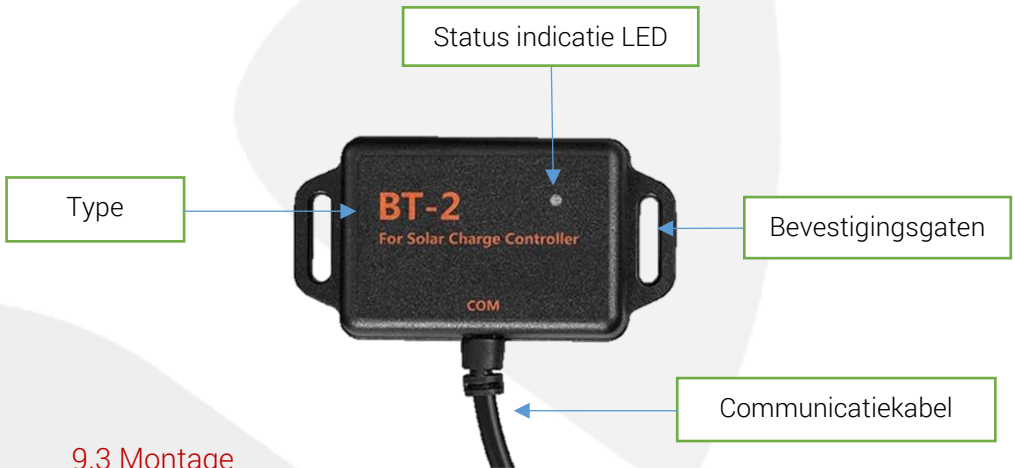 Status indicatie LED
Type
BT-2
For Solar Charge Controller
Bevestigingsgaten
COM
Communicatiekabel
9.3 Montage